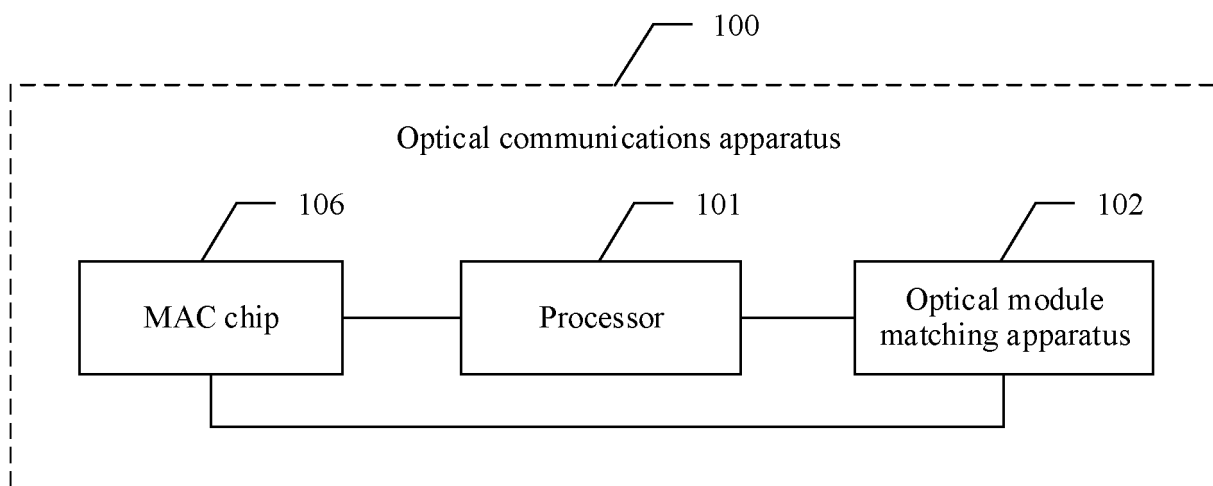 100
Optical communications apparatus
106
101
102
MAC chip
Processor
Optical module
matching apparatus